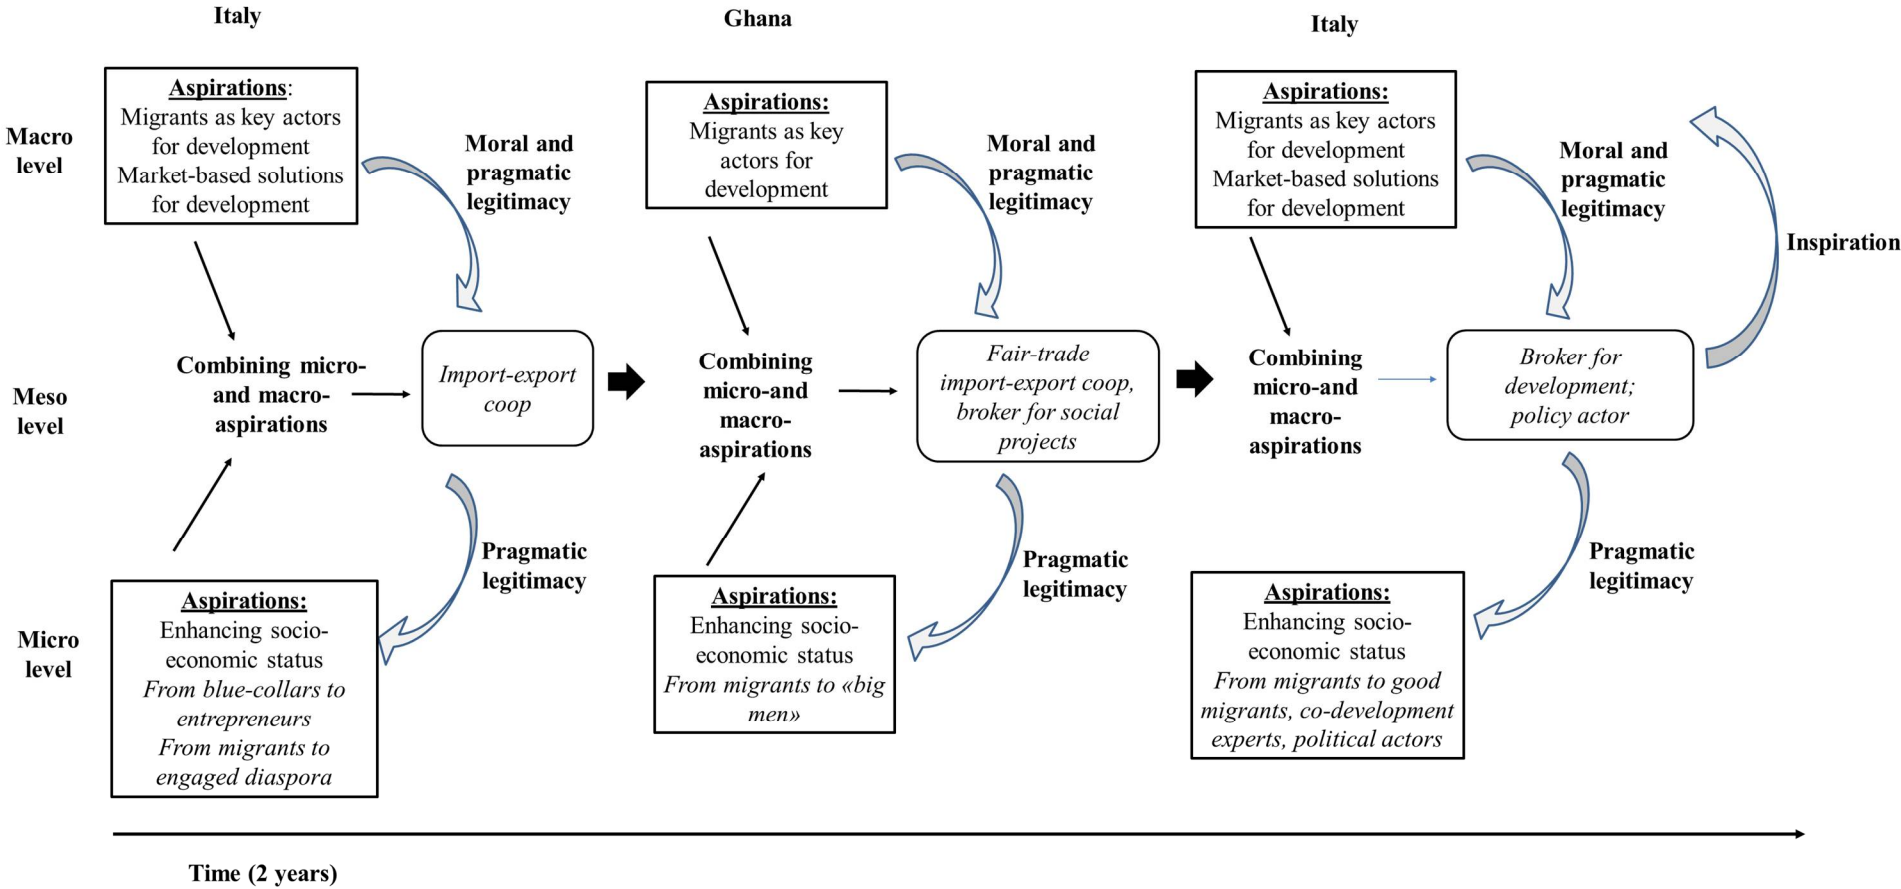 Italy
Ghana
Italy
Macro
level
Aspirations:
Migrants as key actors
for development
Market-based solutions
for development
Moral and
pragmatic
legitimacy
Aspirations:
Migrants as key
actors for
development
Moral and
pragmatic
legitimacy
Aspirations:
Migrants as key actors
for development
Market-based solutions
for development
Moral and
pragmatic
legitimacy
Inspiration
Meso
level
Combining micro-
and macro-
aspirations
Import-export
coop
Combining
micro-and
macro-
aspirations
Fair-trade
import-export coop,
broker for social
projects
Combining
micro-and
macro-
aspirations
Broker for
development;
policy actor
Pragmatic
legitimacy
Pragmatic
legitimacy
Pragmatic
legitimacy
Micro
level
Aspirations:
Enhancing socio-
economic status
From blue-collars to
entrepreneurs
From migrants to
engaged diaspora
Aspirations:
Enhancing socio-
economic status
From migrants to «big
men»
Aspirations:
Enhancing socio-
economic status
From migrants to good
migrants, co-development
experts, political actors
Time (2 years)